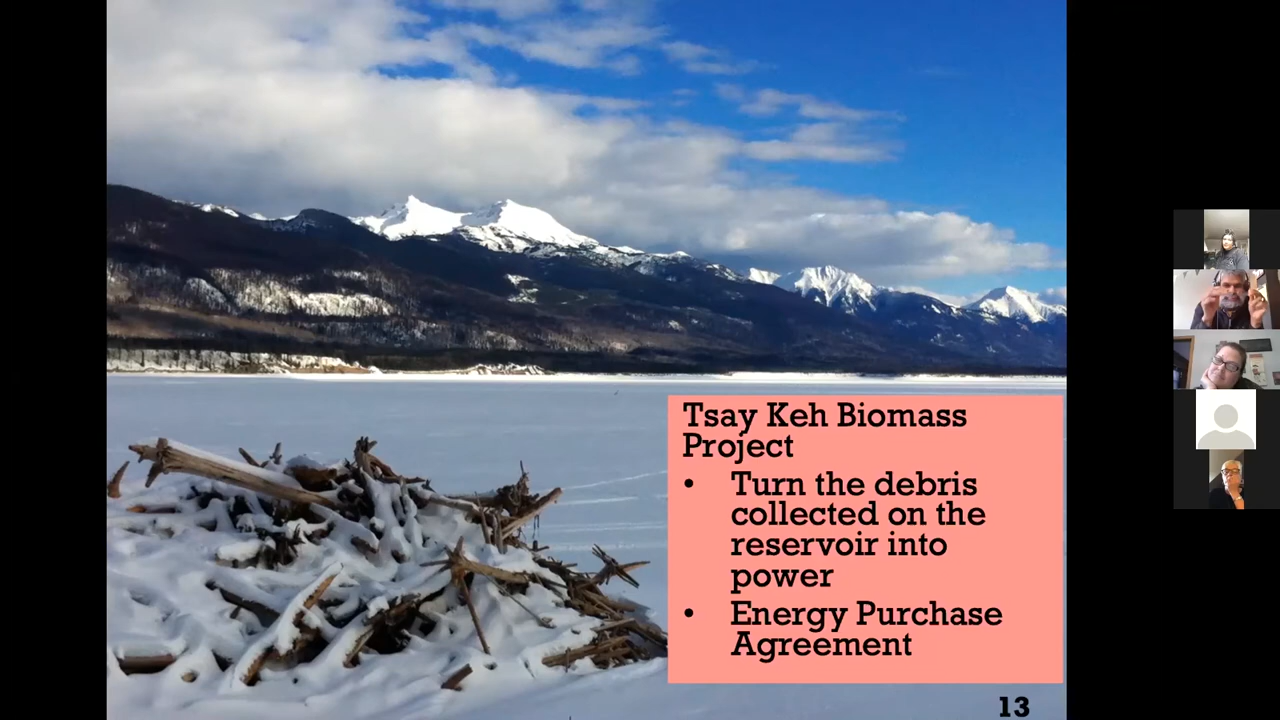 Tsay Keh Biomass
Project
• Turn the debris
collected on the
reservoir into
power
• Energy Purchase
Agreement
13